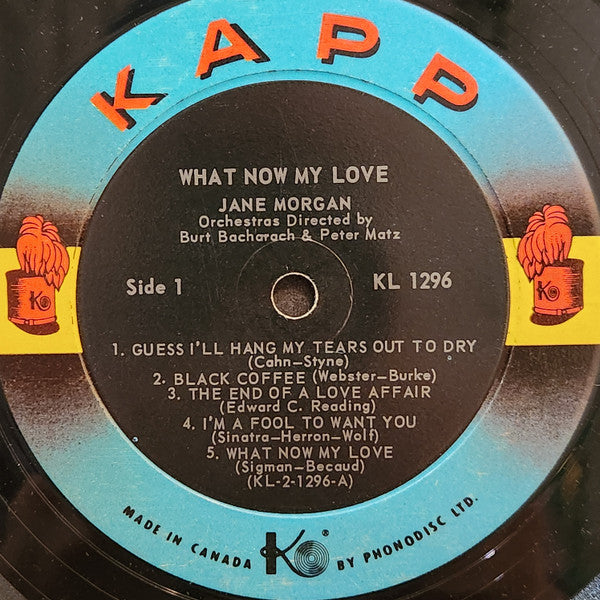 KAPP
WHAT NOW MY LOVE
JANE MORGAN
Orchestras Directed by
Burt Bacharach & Peter Matz
Side 1
KL 1296
1. GUESS I'LL HANG MY TEARS OUT TO DRY
(Cahn—Styne)
2. BLACK COFFEE (Webster—Burke)
3. THE END OF A LOVE AFFAIR
(Edward C. Reading)
4. I'M A FOOL TO WANT YOU
(Sinatra—Herron—Wolf)
5. WHAT NOW MY LOVE
(Sigman—Becaud)
(KL-2-1296-A)
K
K
MADE IN CANADA K ® BY PHONODISC LTD.